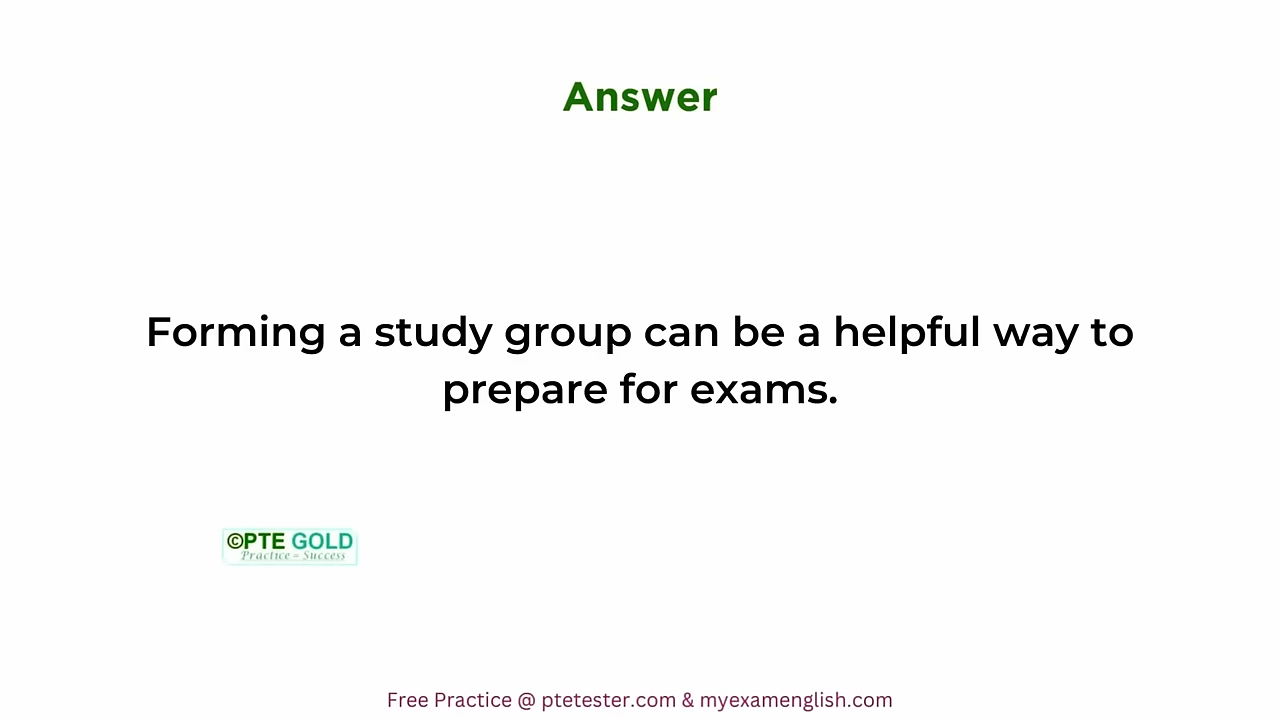 Answer
Forming a study group can be a helpful way to
prepare for exams.
©PTE GOLD
Practice = Success
Free Practice @ ptetester.com & myexamenglish.com